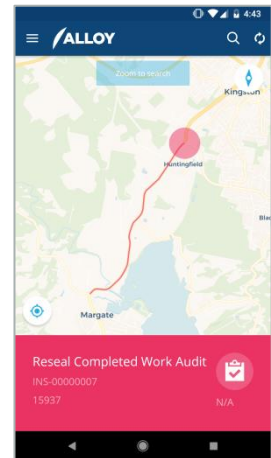 4:43
ALLOY
Zoom to search
Kingston
Huntingfield
Margate
Reseal Completed Work Audit
INS-00000007
15937
N/A